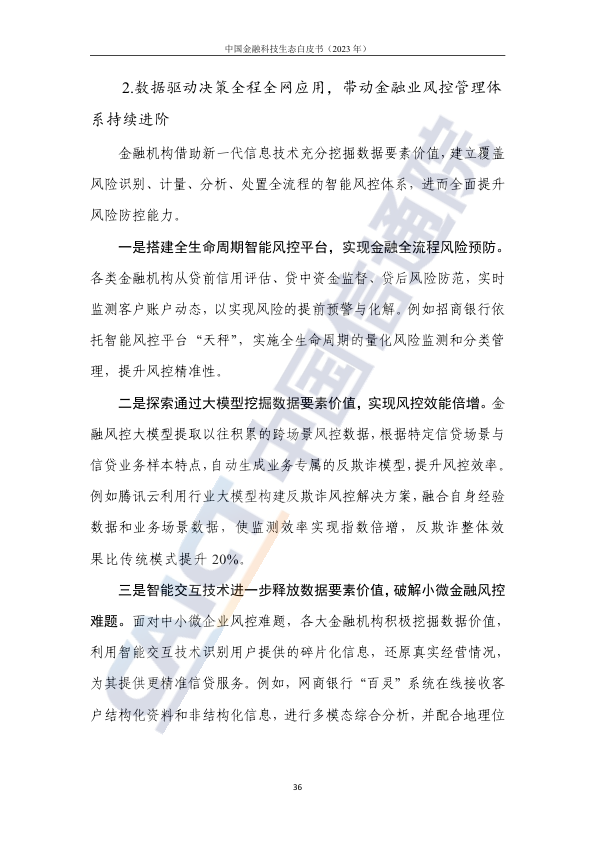 中国金融科技生态白皮书（2023 年）
2.数据驱动决策全程全网应用，带动金融业风控管理体
系持续进阶
金融机构借助新一代信息技术充分挖掘数据要素价值，建立覆盖
风险识别、计量、分析、处置全流程的智能风控体系，进而全面提升
风险防控能力。
一是搭建全生命周期智能风控平台，实现金融全流程风险预防。
各类金融机构从贷前信用评估、贷中资金监督、贷后风险防范，实时
监测客户账户动态，以实现风险的提前预警与化解。例如招商银行依
托智能风控平台“天秤”，实施全生命周期的量化风险监测和分类管
理，提升风控精准性。
二是探索通过大模型挖掘数据要素价值，实现风控效能倍增。金
融风控大模型提取以往积累的跨场景风控数据，根据特定信贷场景与
信贷业务样本特点，自动生成业务专属的反欺诈模型，提升风控效率。
例如腾讯云利用行业大模型构建反欺诈风控解决方案，融合自身经验
数据和业务场景数据，使监测效率实现指数倍增，反欺诈整体效
果比传统模式提升 20%。
三是智能交互技术进一步释放数据要素价值，破解小微金融风控
难题。面对中小微企业风控难题，各大金融机构积极挖掘数据价值，
利用智能交互技术识别用户提供的碎片化信息，还原真实经营情况，
为其提供更精准信贷服务。例如，网商银行“百灵”系统在线接收客
户结构化资料和非结构化信息，进行多模态综合分析，并配合地理位
36
CAICT 中国信通院